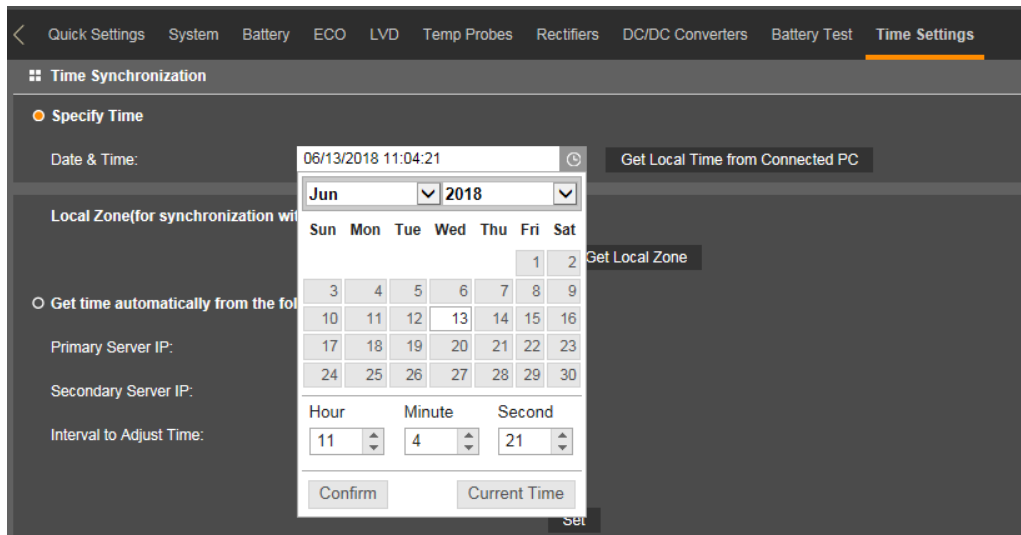 Quick Settings System Battery ECO LVD Temp Probes Rectifiers DC/DC Converters Battery Test Time Settings
Time Synchronization
Specify Time
Date & Time: 06/13/2018 11:04:21 Get Local Time from Connected PC
Jun 2018
Local Zone(for synchronization wit
Sun Mon Tue Wed Thu Fri Sat
1 2 Get Local Zone
3 4 5 6 7 8 9
Get time automatically from the fol
10 11 12 13 14 15 16
Primary Server IP: 17 18 19 20 21 22 23
24 25 26 27 28 29 30
Secondary Server IP:
Hour Minute Second
Interval to Adjust Time: 11 4 21
Confirm Current Time
Set